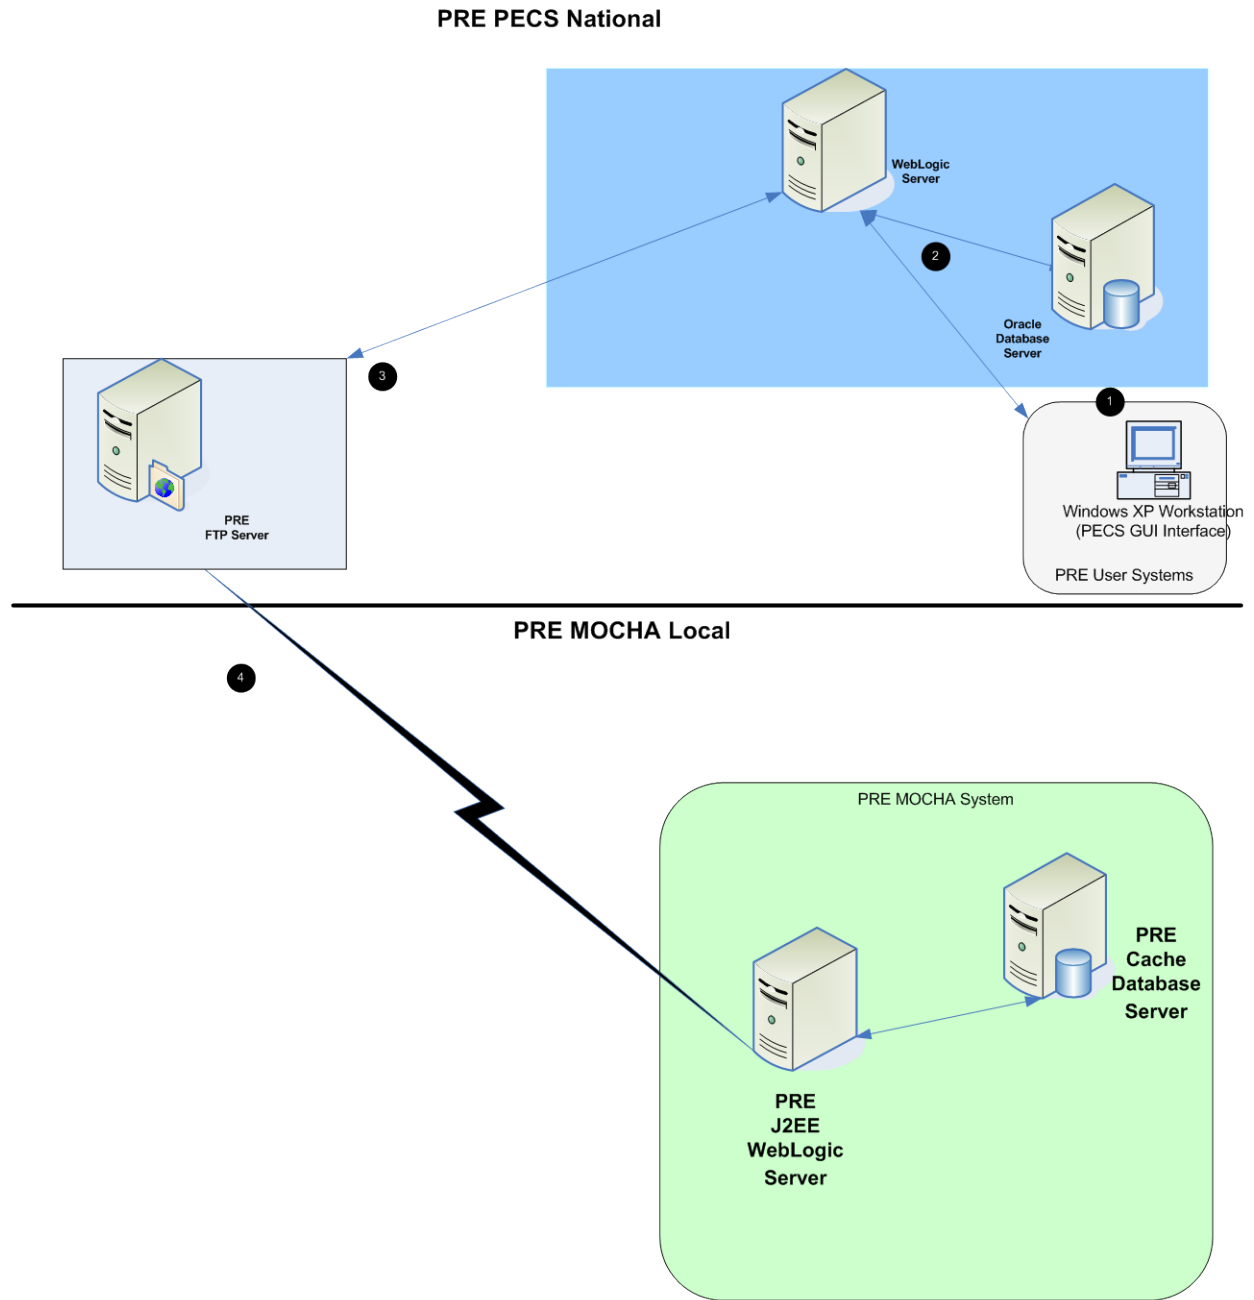 PRE PECS National
WebLogic
Server
2
Oracle
Database
Server
3
1
PRE
FTP Server
Windows XP Workstation
(PECS GUI Interface)
PRE User Systems
PRE MOCHA Local
4
PRE MOCHA System
PRE
Cache
Database
Server
PRE
J2EE
WebLogic
Server